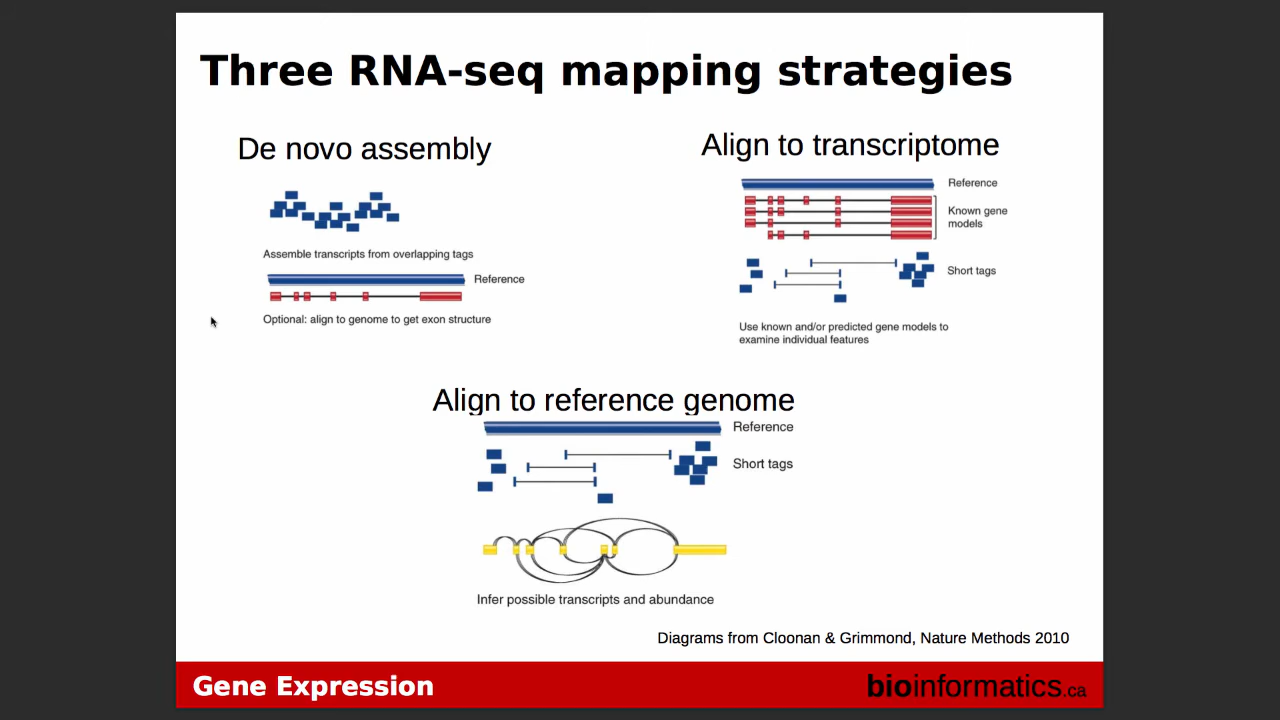 Three RNA-seq mapping strategies
De novo assembly
Assemble transcripts from overlapping tags
Reference
Optional: align to genome to get exon structure
Align to transcriptome
Reference
Known gene
models
Short tags
Use known and/or predicted gene models to
examine individual features
Align to reference genome
Reference
Short tags
Infer possible transcripts and abundance
Diagrams from Cloonan & Grimmond, Nature Methods 2010
Gene Expression
bioinformatics.ca